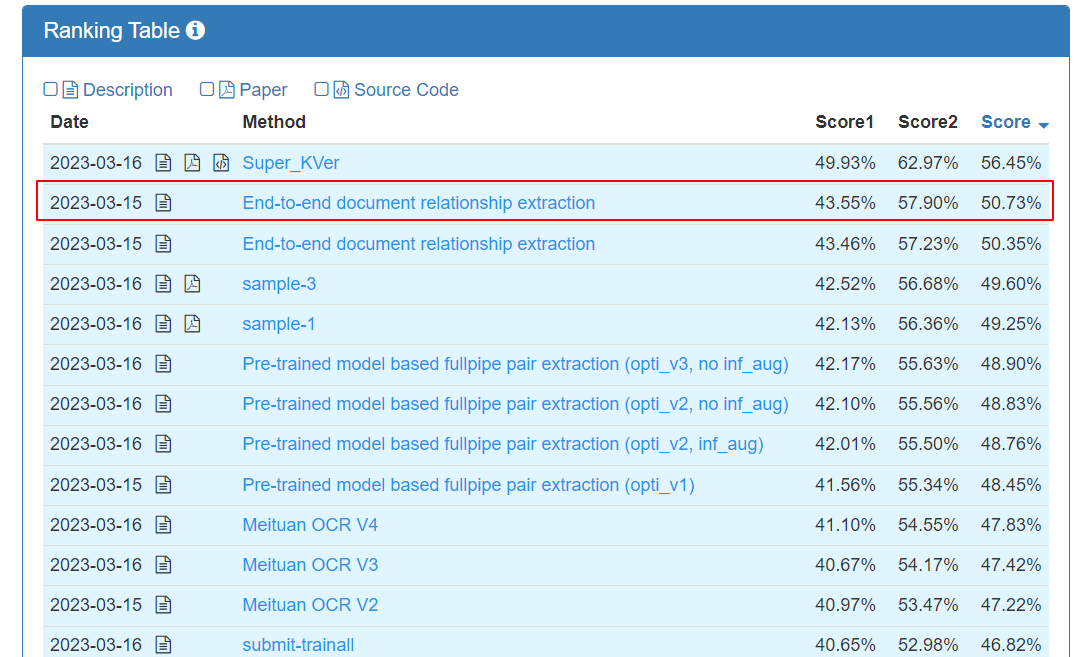 Ranking Table
Description Paper Source Code
Date Method Score1 Score2 Score
2023-03-16 Super_KVer 49.93% 62.97% 56.45%
2023-03-15 End-to-end document relationship extraction 43.55% 57.90% 50.73%
2023-03-15 End-to-end document relationship extraction 43.46% 57.23% 50.35%
2023-03-16 sample-3 42.52% 56.68% 49.60%
2023-03-16 sample-1 42.13% 56.36% 49.25%
2023-03-16 Pre-trained model based fullpipe pair extraction (opti_v3, no inf_aug) 42.17% 55.63% 48.90%
2023-03-16 Pre-trained model based fullpipe pair extraction (opti_v2, no inf_aug) 42.10% 55.56% 48.83%
2023-03-16 Pre-trained model based fullpipe pair extraction (opti_v2, inf_aug) 42.01% 55.50% 48.76%
2023-03-15 Pre-trained model based fullpipe pair extraction (opti_v1) 41.56% 55.34% 48.45%
2023-03-16 Meituan OCR V4 41.10% 54.55% 47.83%
2023-03-16 Meituan OCR V3 40.67% 54.17% 47.42%
2023-03-15 Meituan OCR V2 40.97% 53.47% 47.22%
2023-03-16 submit-trainall 40.65% 52.98% 46.82%